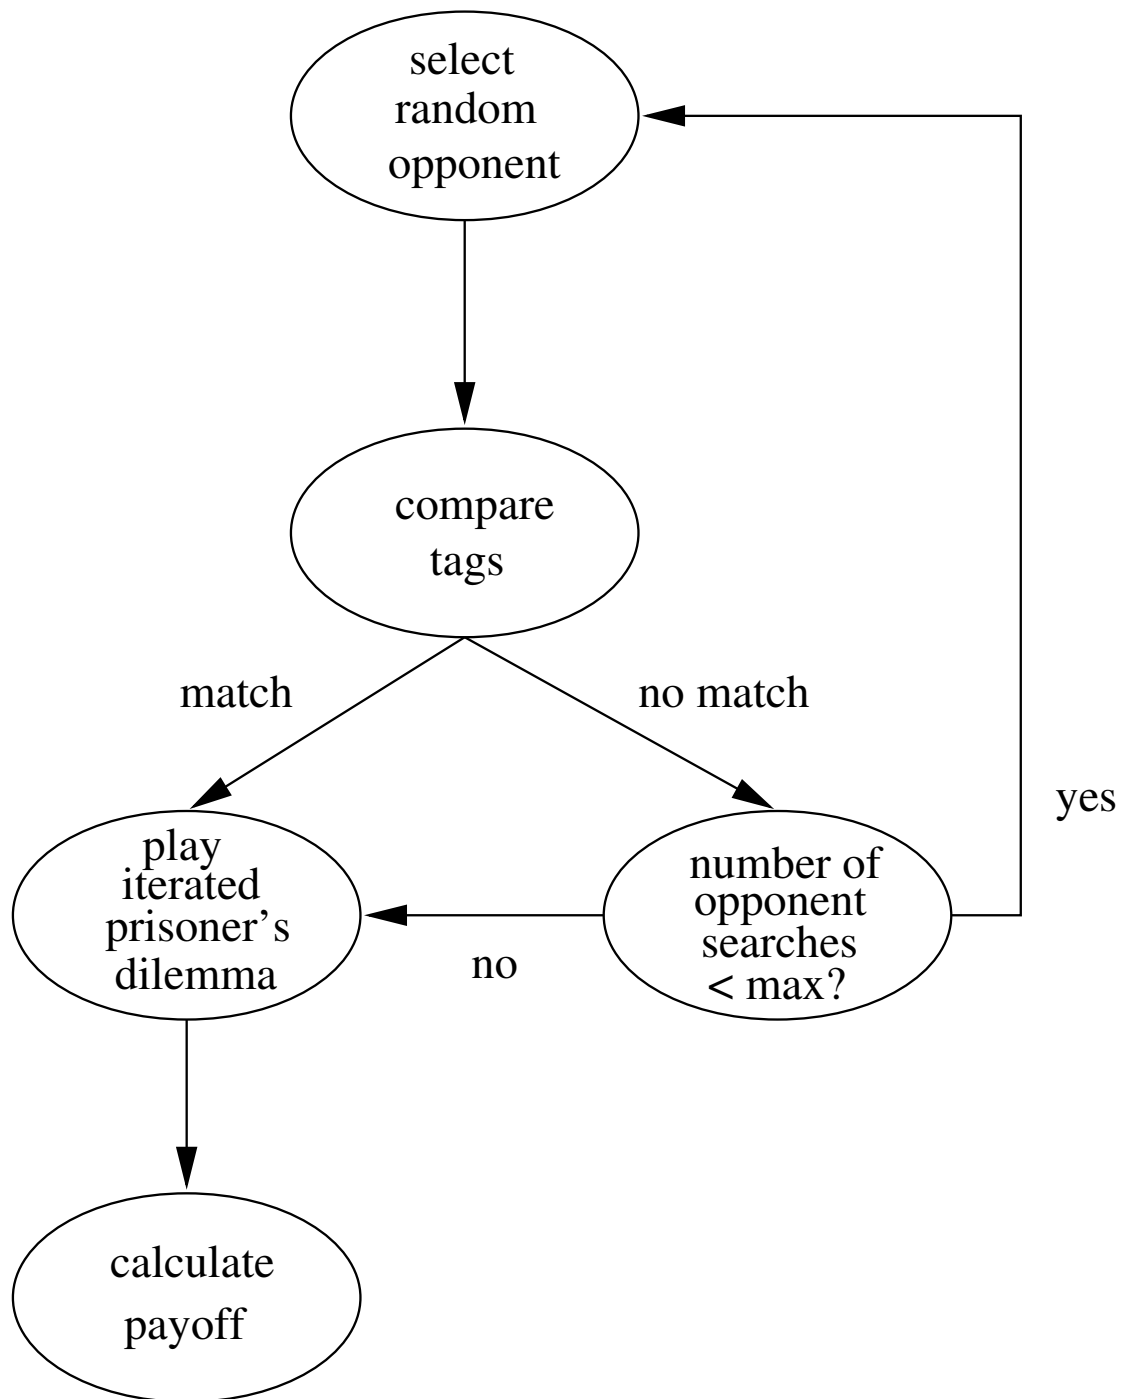 select
random
opponent
compare
tags
match
no match
yes
play
iterated
prisoner's
dilemma
number of
opponent
searches
< max?
no
calculate
payoff